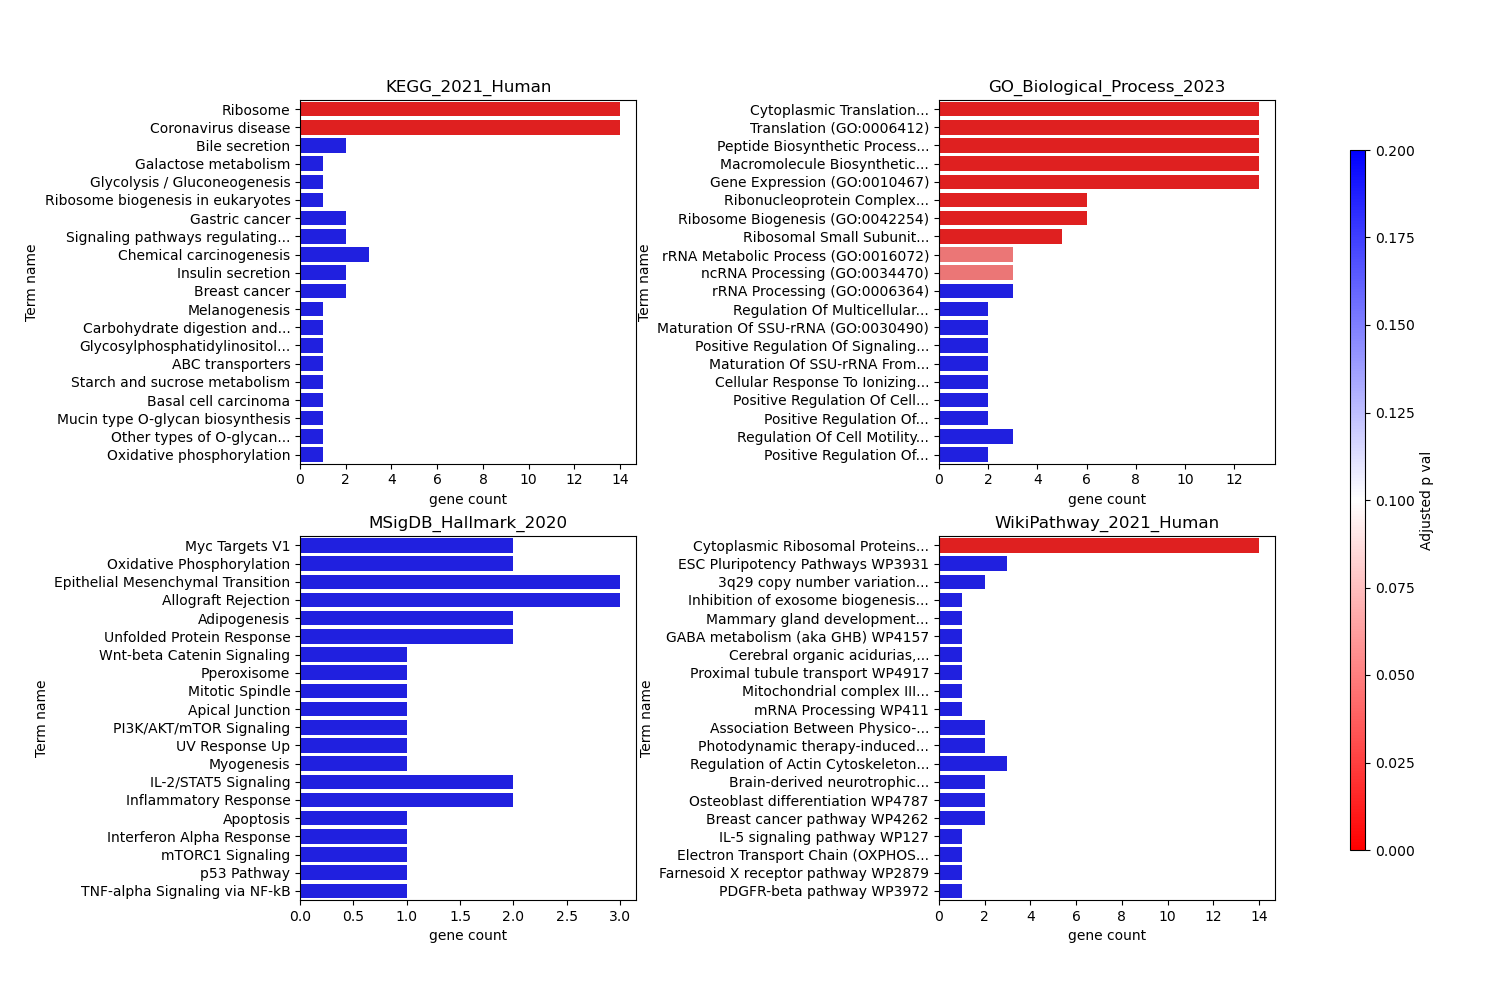 KEGG_2021_Human
Ribosome
Coronavirus disease
Bile secretion
Galactose metabolism
Glycolysis / Gluconeogenesis
Ribosome biogenesis in eukaryotes
Gastric cancer
Signaling pathways regulating...
Chemical carcinogenesis
Insulin secretion
Breast cancer
Melanogenesis
Carbohydrate digestion and...
Glycosylphosphatidylinositol...
ABC transporters
Starch and sucrose metabolism
Basal cell carcinoma
Mucin type O-glycan biosynthesis
Other types of O-glycan...
Oxidative phosphorylation
Term name
0 2 4 6 8 10 12 14
gene count
GO_Biological_Process_2023
Cytoplasmic Translation...
Translation (GO:0006412)
Peptide Biosynthetic Process...
Macromolecule Biosynthetic...
Gene Expression (GO:0010467)
Ribonucleoprotein Complex...
Ribosome Biogenesis (GO:0042254)
Ribosomal Small Subunit...
rRNA Metabolic Process (GO:0016072)
ncRNA Processing (GO:0034470)
rRNA Processing (GO:0006364)
Regulation Of Multicellular...
Maturation Of SSU-rRNA (GO:0030490)
Positive Regulation Of Signaling...
Maturation Of SSU-rRNA From...
Cellular Response To Ionizing...
Positive Regulation Of Cell...
Positive Regulation Of...
Regulation Of Cell Motility...
Positive Regulation Of...
Term name
0 2 4 6 8 10 12
gene count
MSigDB_Hallmark_2020
Myc Targets V1
Oxidative Phosphorylation
Epithelial Mesenchymal Transition
Allograft Rejection
Adipogenesis
Unfolded Protein Response
Wnt-beta Catenin Signaling
Pperoxisome
Mitotic Spindle
Apical Junction
PI3K/AKT/mTOR Signaling
UV Response Up
Myogenesis
IL-2/STAT5 Signaling
Inflammatory Response
Apoptosis
Interferon Alpha Response
mTORC1 Signaling
p53 Pathway
TNF-alpha Signaling via NF-kB
Term name
0.0 0.5 1.0 1.5 2.0 2.5 3.0
gene count
WikiPathway_2021_Human
Cytoplasmic Ribosomal Proteins...
ESC Pluripotency Pathways WP3931
3q29 copy number variation...
Inhibition of exosome biogenesis...
Mammary gland development...
GABA metabolism (aka GHB) WP4157
Cerebral organic acidurias,...
Proximal tubule transport WP4917
Mitochondrial complex III...
mRNA Processing WP411
Association Between Physico-...
Photodynamic therapy-induced...
Regulation of Actin Cytoskeleton...
Brain-derived neurotrophic...
Osteoblast differentiation WP4787
Breast cancer pathway WP4262
IL-5 signaling pathway WP127
Electron Transport Chain (OXPHOS...
Farnesoid X receptor pathway WP2879
PDGFR-beta pathway WP3972
Term name
0 2 4 6 8 10 12 14
gene count
0.200
0.175
0.150
0.125
0.100
0.075
0.050
0.025
0.000
Adjusted p val